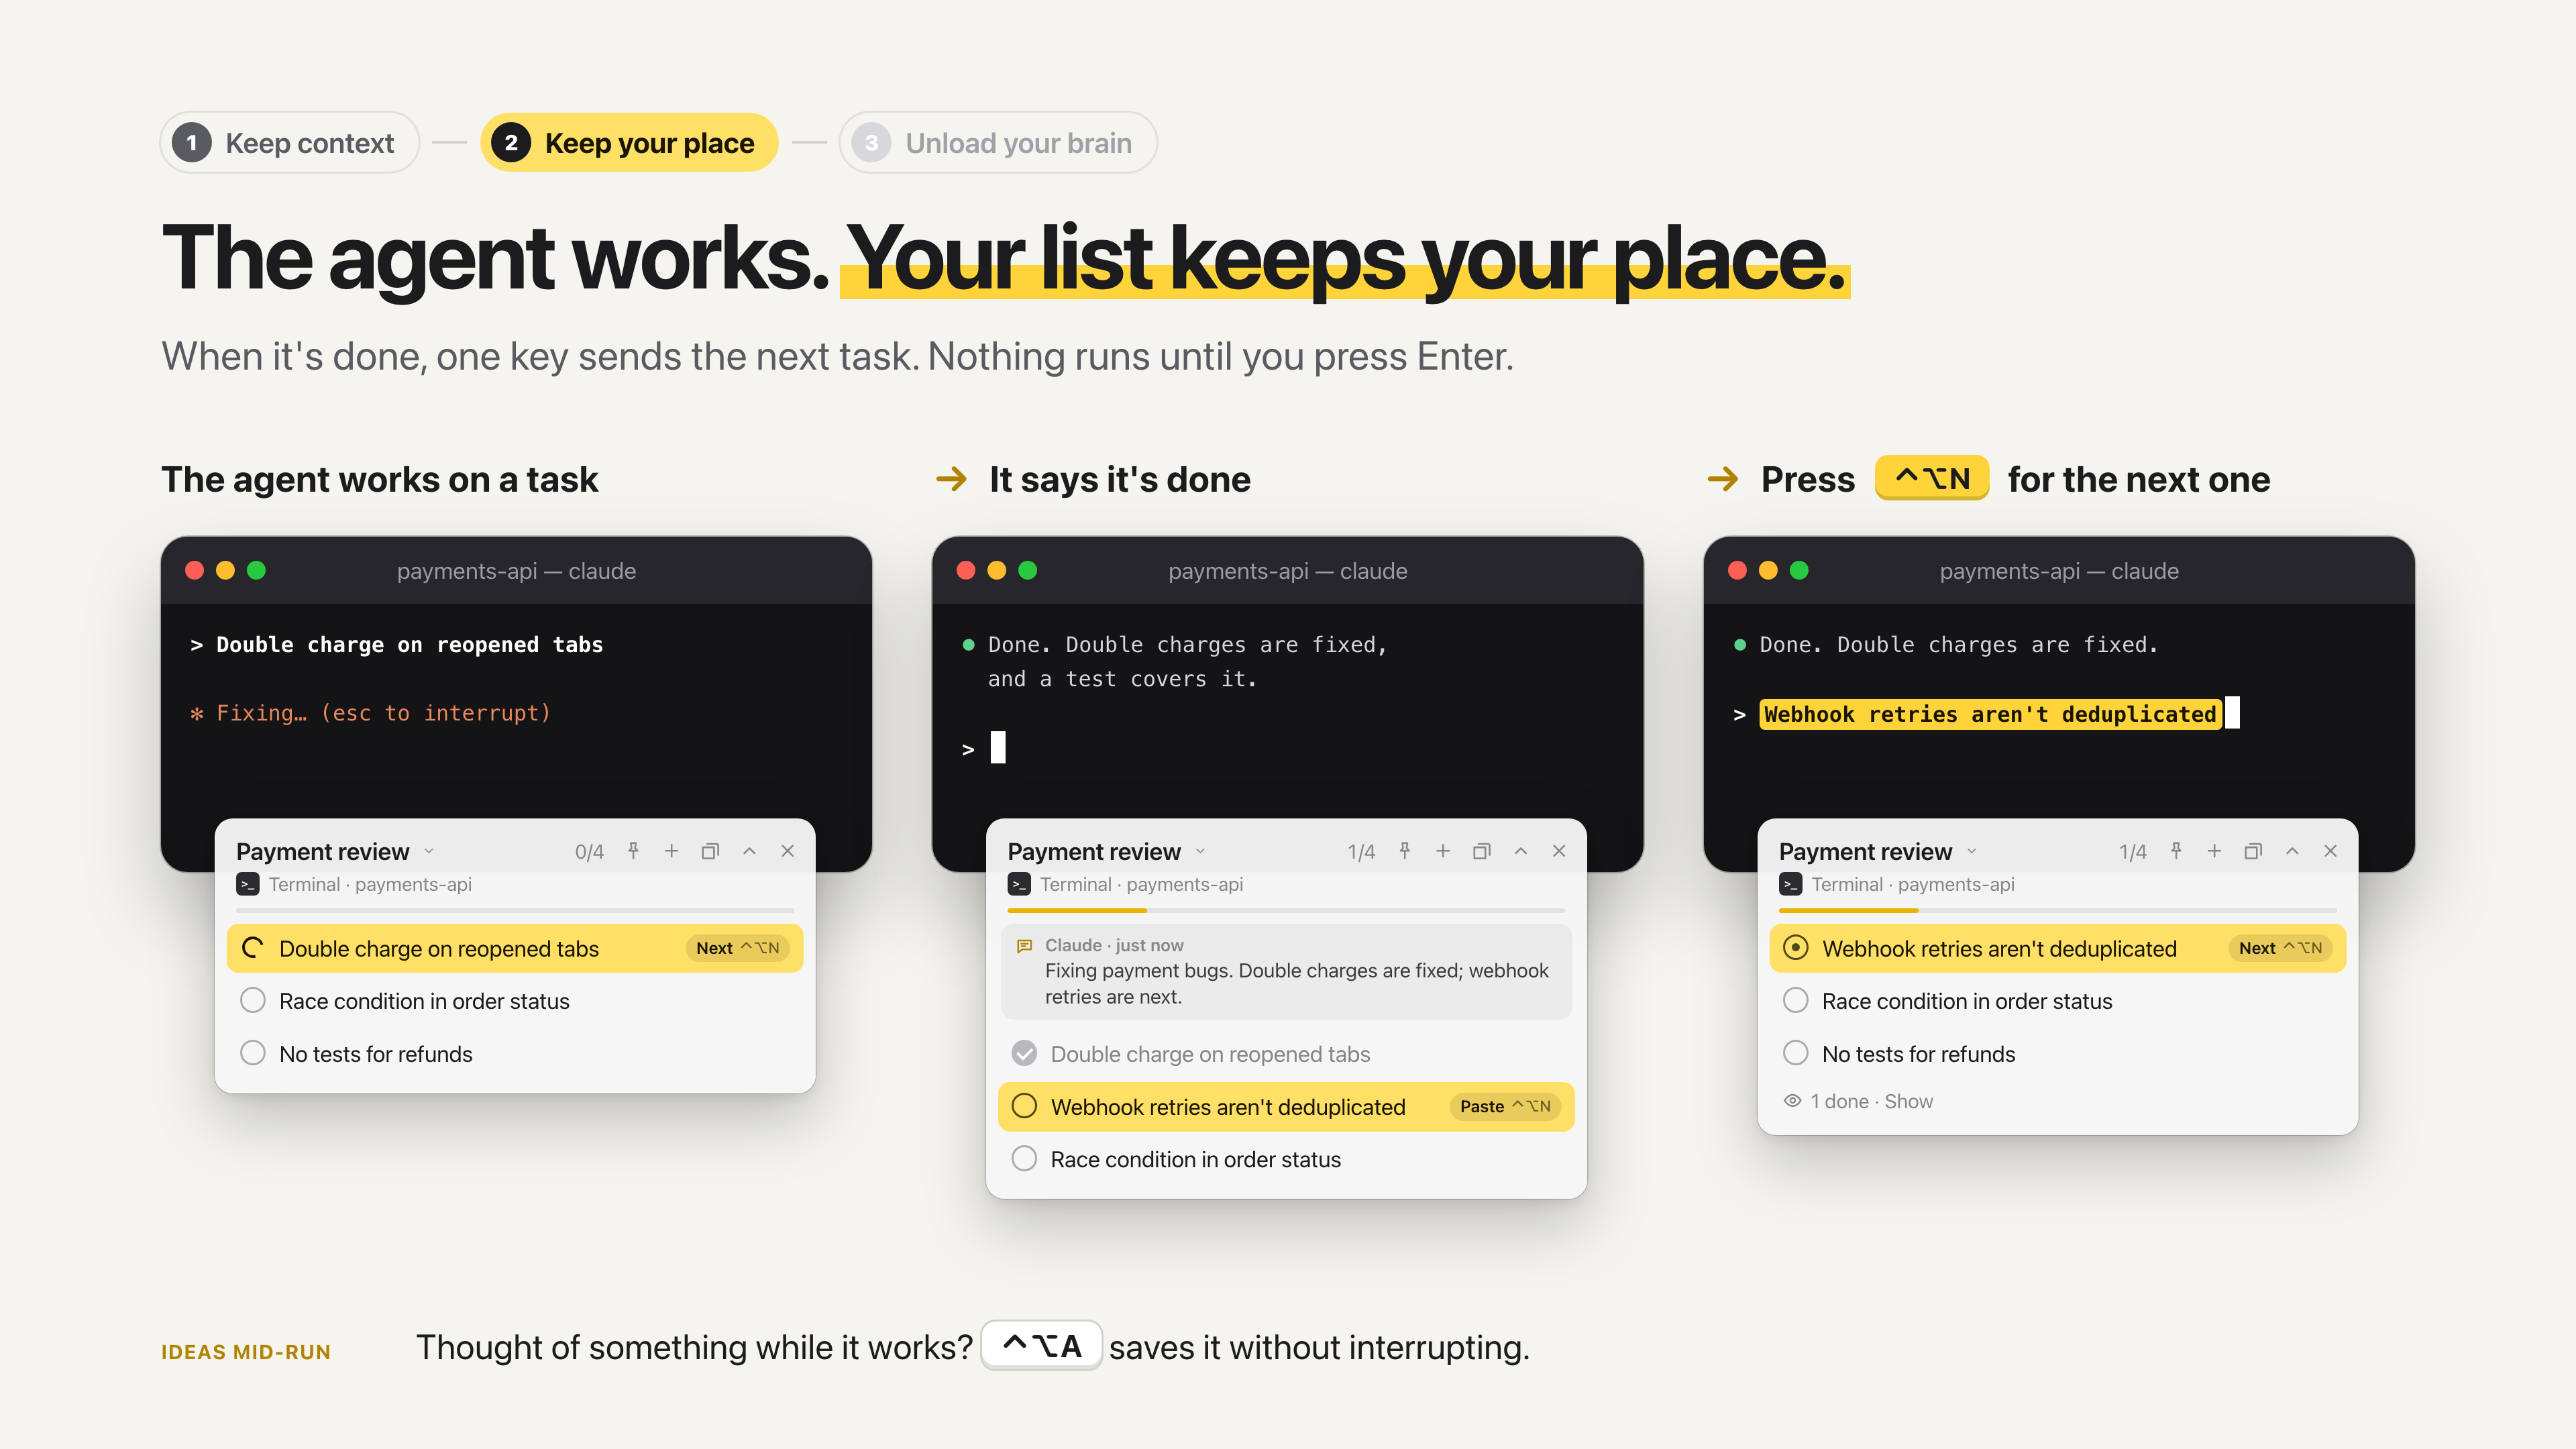 1 Keep context
2 Keep your place
3 Unload your brain
The agent works. Your list keeps your place.
When it's done, one key sends the next task. Nothing runs until you press Enter.
The agent works on a task
payments-api — claude
> Double charge on reopened tabs
✻ Fixing… (esc to interrupt)
Payment review 0/4
>_ Terminal · payments-api
Double charge on reopened tabs Next ⌃⌥N
Race condition in order status
No tests for refunds
→ It says it's done
payments-api — claude
● Done. Double charges are fixed,
and a test covers it.
>
Payment review 1/4
>_ Terminal · payments-api
Claude · just now
Fixing payment bugs. Double charges are fixed; webhook
retries are next.
Double charge on reopened tabs
Webhook retries aren't deduplicated Paste ⌃⌥N
Race condition in order status
→ Press ⌃⌥N for the next one
payments-api — claude
● Done. Double charges are fixed.
> Webhook retries aren't deduplicated
Payment review 1/4
>_ Terminal · payments-api
Webhook retries aren't deduplicated Next ⌃⌥N
Race condition in order status
No tests for refunds
1 done · Show
IDEAS MID-RUN
Thought of something while it works? ⌃⌥A saves it without interrupting.